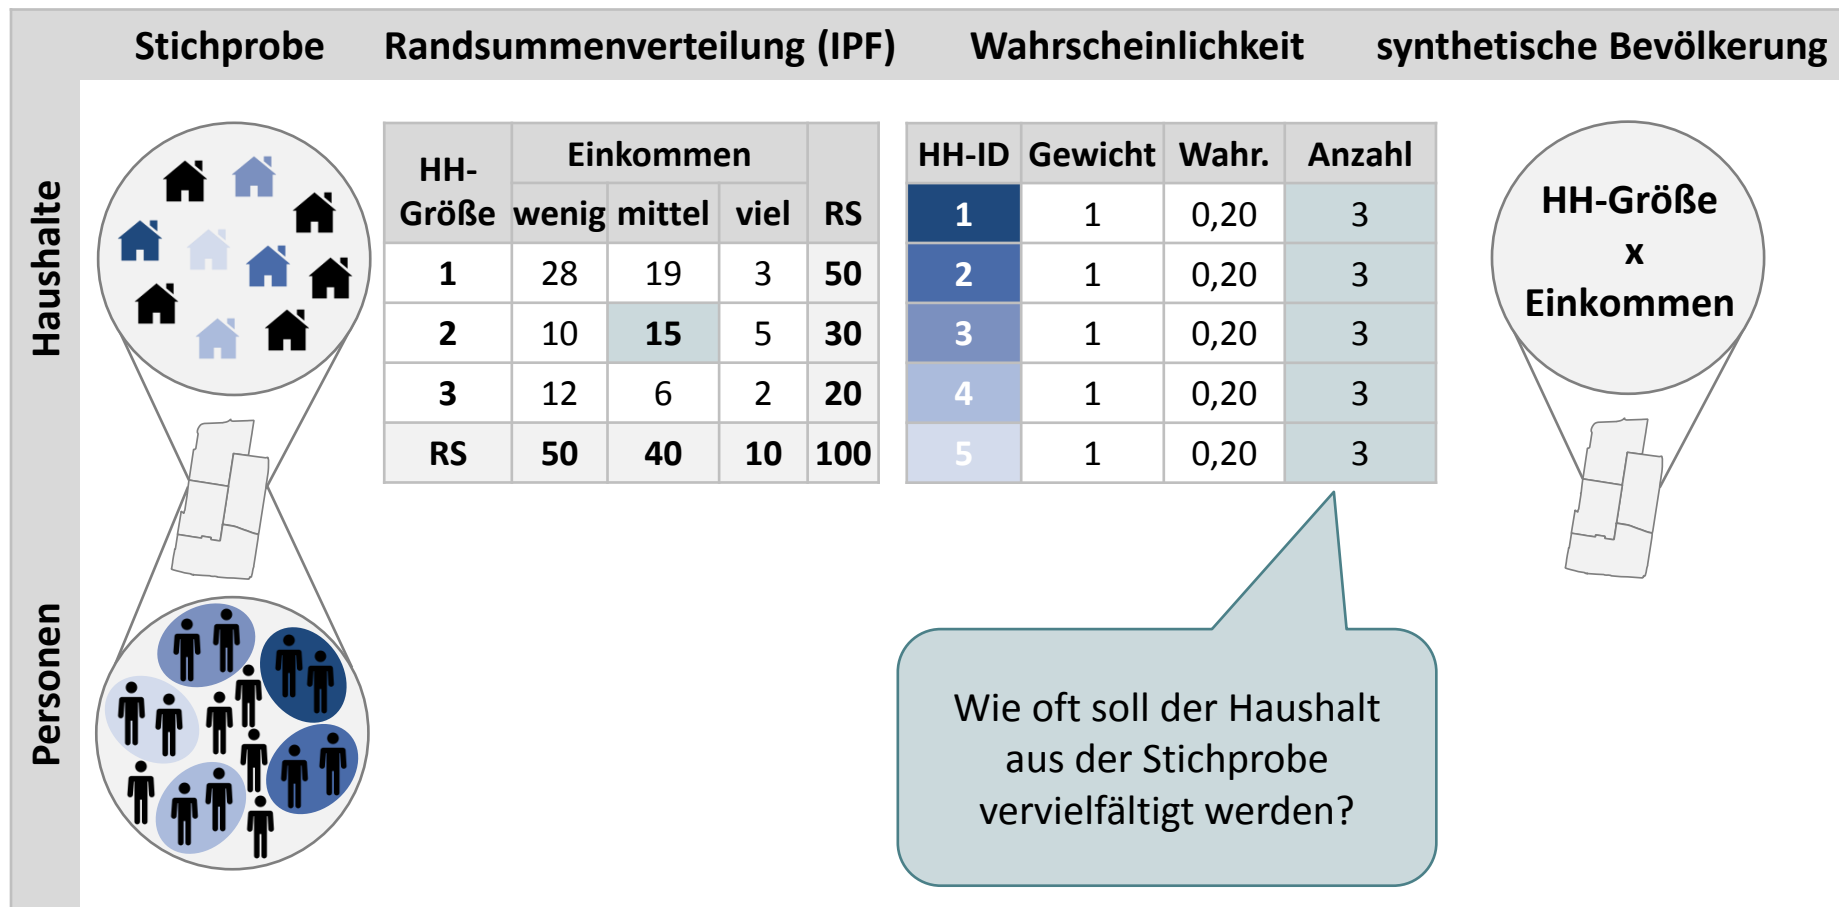 Stichprobe Randsummenverteilung (IPF) Wahrscheinlichkeit synthetische Bevölkerung
Haushalte
Personen
HH-Größe Einkommen RS
wenig mittel viel
1 28 19 3 50
2 10 15 5 30
3 12 6 2 20
RS 50 40 10 100
HH-ID Gewicht Wahr. Anzahl
1 1 0,20 3
2 1 0,20 3
3 1 0,20 3
4 1 0,20 3
5 1 0,20 3
HH-Größe
x
Einkommen
Wie oft soll der Haushalt
aus der Stichprobe
vervielfältigt werden?